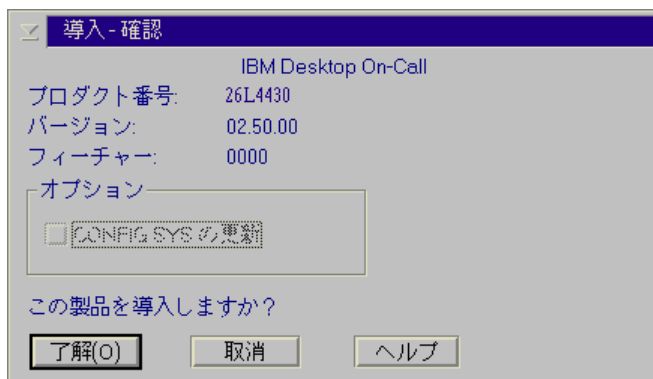 導入 - 確認
IBM Desktop On-Call
プロダクト番号: 26L4430
バージョン: 02.50.00
フィーチャー: 0000
オプション
CONFIG.SYS の更新
この製品を導入しますか？
了解(O) 取消 ヘルプ